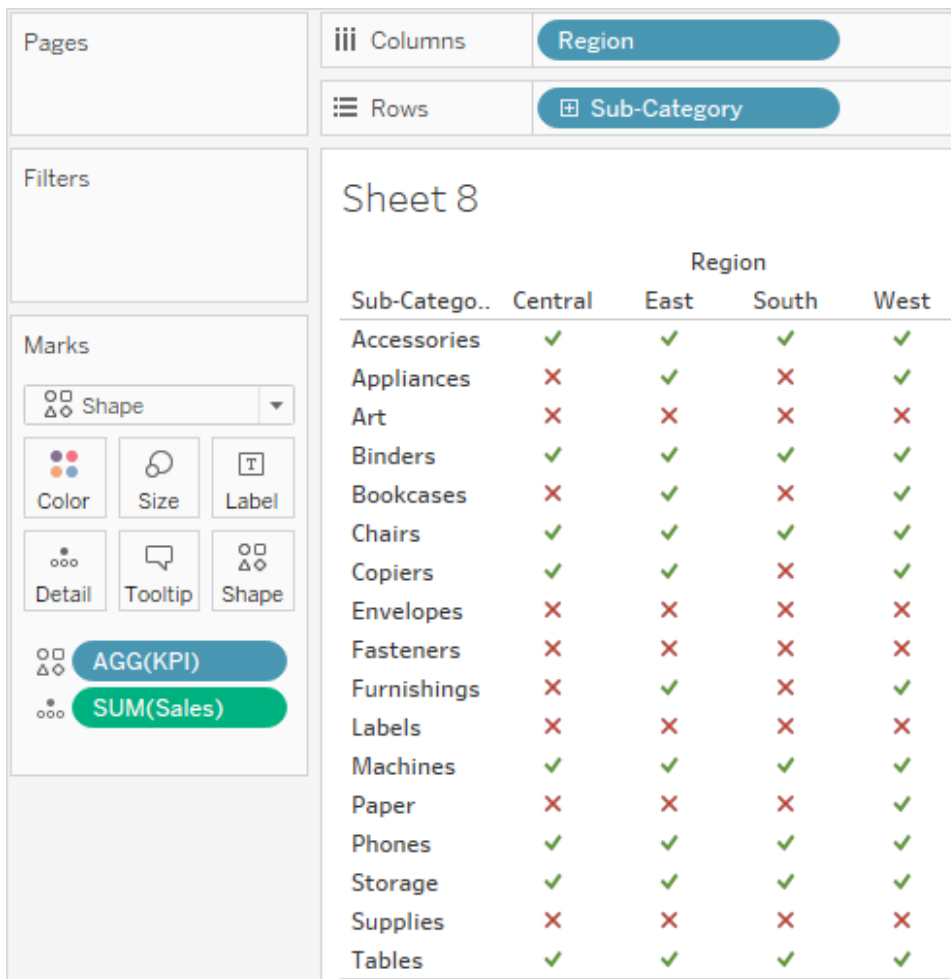 Pages
Columns Region
Rows Sub-Category
Filters
Sheet 8
Region
Sub-Catego.. Central East South West
Marks
Shape
Color Size Label
Detail Tooltip Shape
AGG(KPI)
SUM(Sales)
Accessories
Appliances
Art
Binders
Bookcases
Chairs
Copiers
Envelopes
Fasteners
Furnishings
Labels
Machines
Paper
Phones
Storage
Supplies
Tables